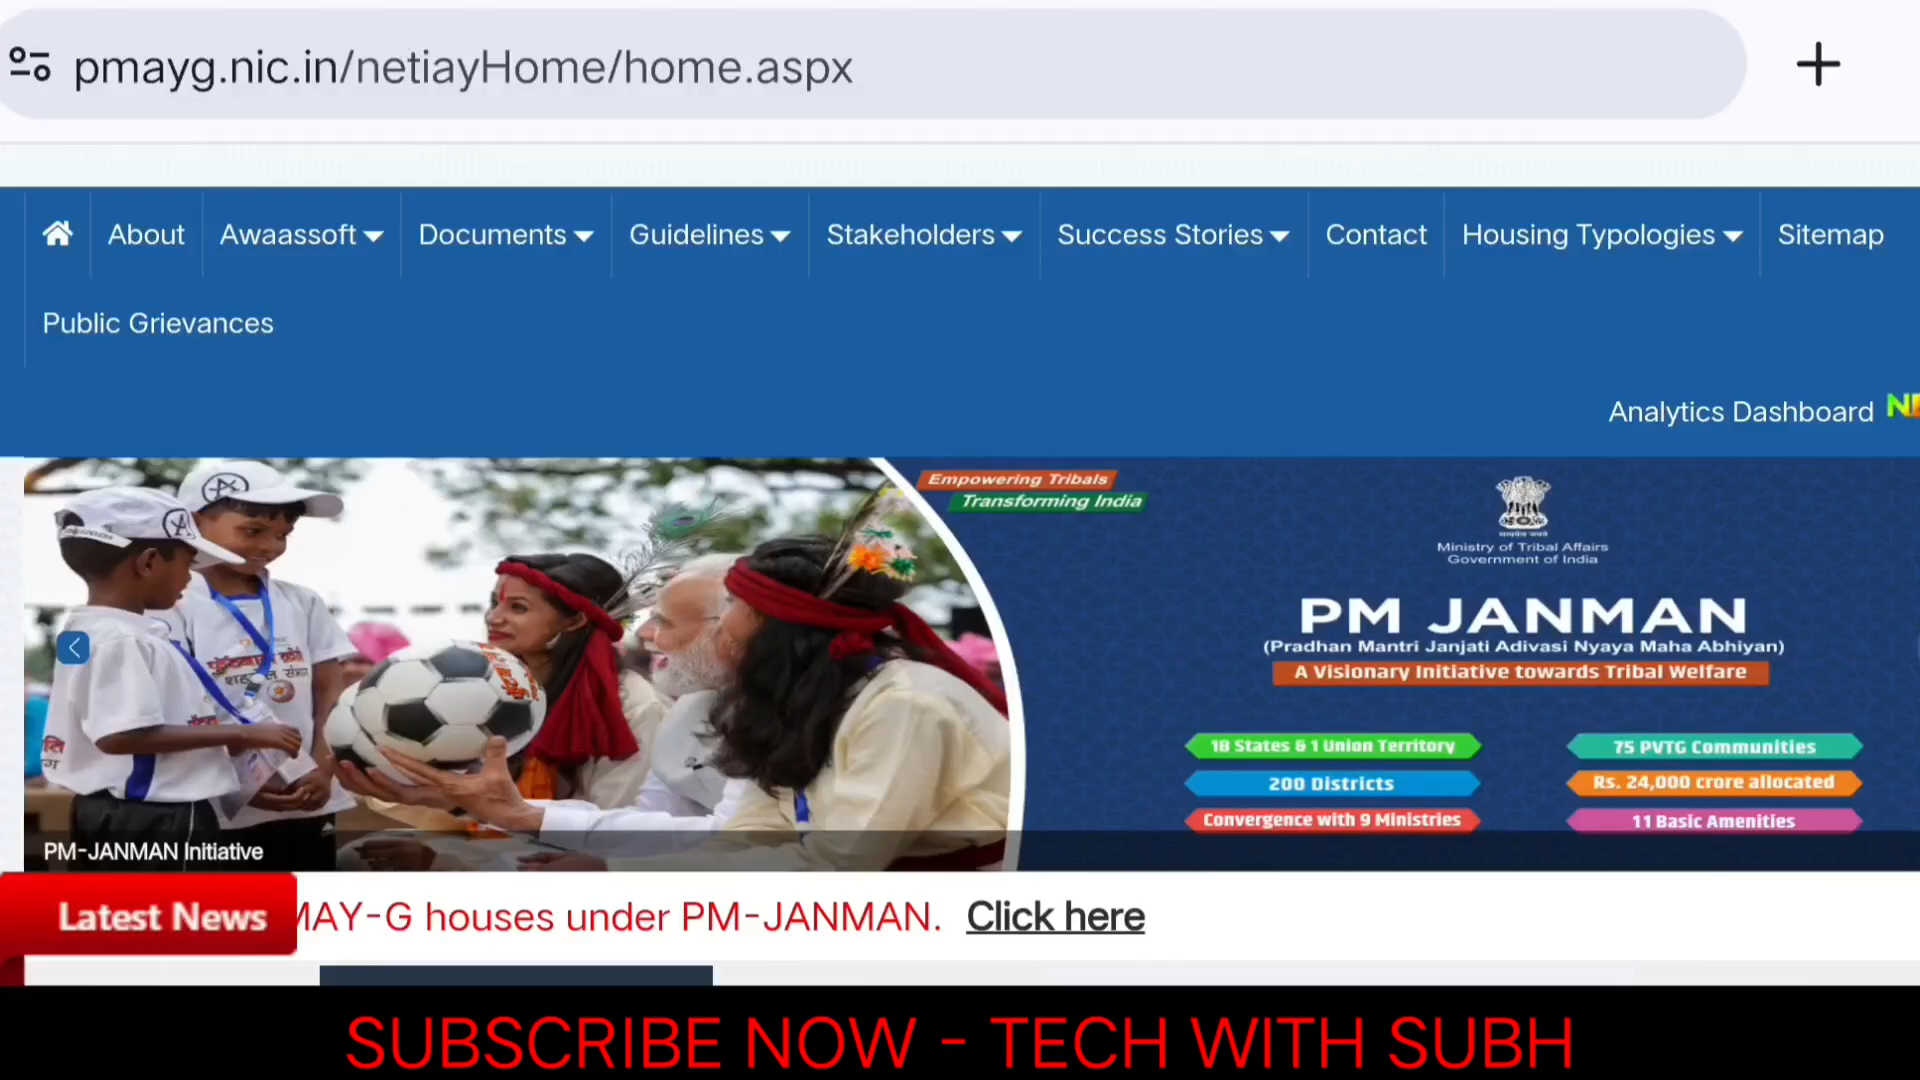 pmayg.nic.in/netiayHome/home.aspx
About
Awaassoft
Documents
Guidelines
Stakeholders
Success Stories
Contact
Housing Typologies
Sitemap
Public Grievances
Analytics Dashboard
Empowering Tribals
Transforming India
Ministry of Tribal Affairs
Government of India
PM JANMAN
(Pradhan Mantri Janjati Adivasi Nyaya Maha Abhiyan)
A Visionary Initiative towards Tribal Welfare
18 States & 1 Union Territory
75 PVTG Communities
200 Districts
Rs. 24,000 crore allocated
Convergence with 9 Ministries
11 Basic Amenities
PM-JANMAN Initiative
Latest News
MAY-G houses under PM-JANMAN. Click here
SUBSCRIBE NOW - TECH WITH SUBH